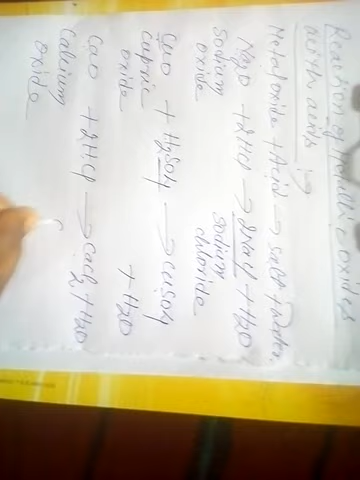 Reaction of Metallic oxides
with acids :→
Metal oxide + Acid → salt + Water
Na2O + 2HCl → 2NaCl + H2O
Sodium oxide sodium chloride
CuO + H2SO4 → CuSO4 + H2O
cupric oxide
CaO + 2HCl → CaCl2 + H2O
Calcium oxide